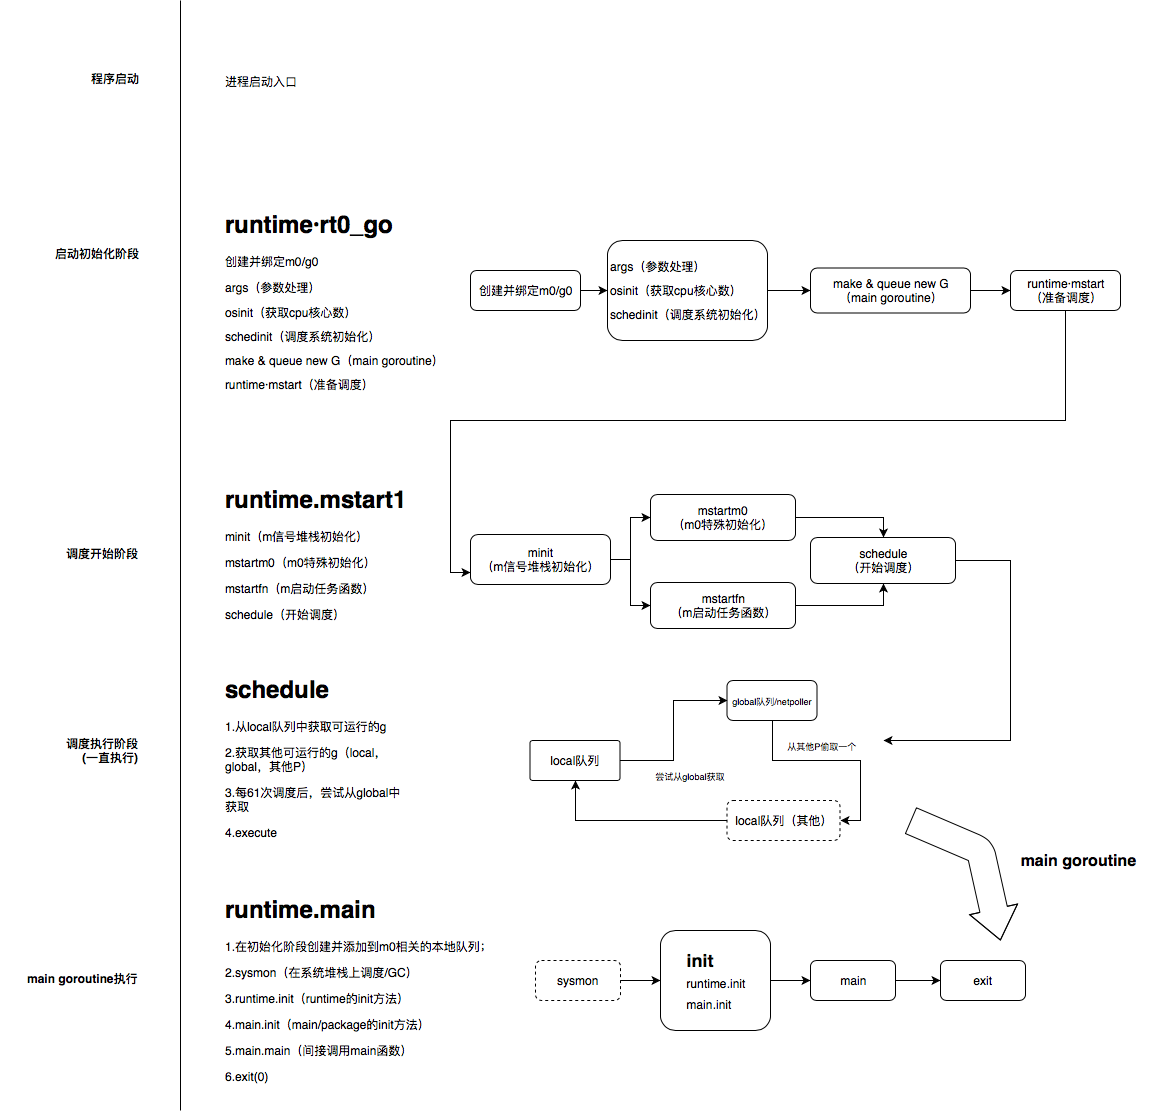 程序启动
进程启动入口
启动初始化阶段
runtime·rt0_go
创建并绑定m0/g0
args（参数处理）
osinit（获取cpu核心数）
schedinit（调度系统初始化）
make & queue new G（main goroutine）
runtime·mstart（准备调度）
创建并绑定m0/g0
args（参数处理）
osinit（获取cpu核心数）
schedinit（调度系统初始化）
make & queue new G
（main goroutine）
runtime·mstart
（准备调度）
调度开始阶段
runtime.mstart1
minit（m信号堆栈初始化）
mstartm0（m0特殊初始化）
mstartfn（m启动任务函数）
schedule（开始调度）
minit
（m信号堆栈初始化）
mstartm0
（m0特殊初始化）
mstartfn
（m启动任务函数）
schedule
（开始调度）
调度执行阶段
(一直执行)
schedule
1.从local队列中获取可运行的g
2.获取其他可运行的g（local，
global，其他P）
3.每61次调度后，尝试从global中
获取
4.execute
local队列
global队列/netpoller
尝试从global获取
从其他P偷取一个
local队列（其他）
main goroutine
main goroutine执行
runtime.main
1.在初始化阶段创建并添加到m0相关的本地队列；
2.sysmon（在系统堆栈上调度/GC）
3.runtime.init（runtime的init方法）
4.main.init（main/package的init方法）
5.main.main（间接调用main函数）
6.exit(0)
sysmon
init
runtime.init
main.init
main
exit